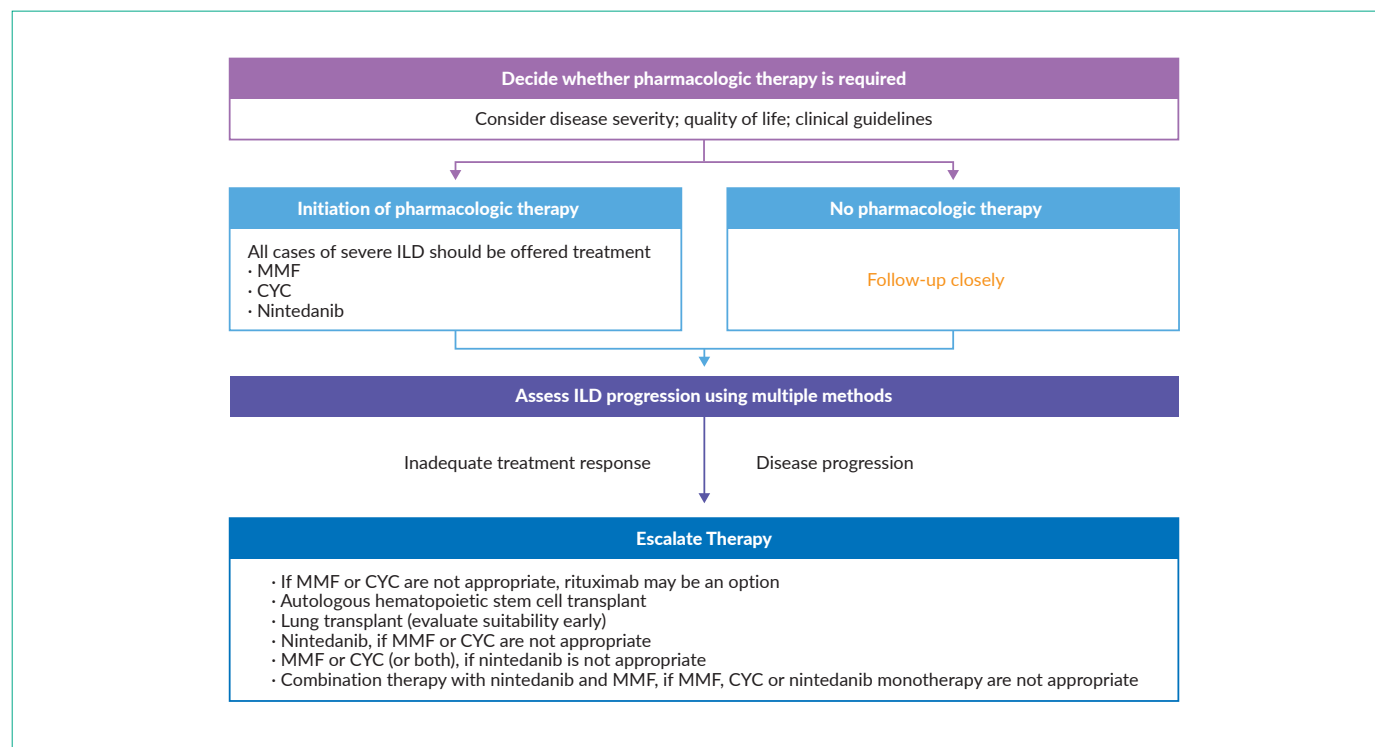 Decide whether pharmacologic therapy is required
Consider disease severity; quality of life; clinical guidelines
Initiation of pharmacologic therapy
All cases of severe ILD should be offered treatment
· MMF
· CYC
· Nintedanib
No pharmacologic therapy
Follow-up closely
Assess ILD progression using multiple methods
Inadequate treatment response
Disease progression
Escalate Therapy
· If MMF or CYC are not appropriate, rituximab may be an option
· Autologous hematopoietic stem cell transplant
· Lung transplant (evaluate suitability early)
· Nintedanib, if MMF or CYC are not appropriate
· MMF or CYC (or both), if nintedanib is not appropriate
· Combination therapy with nintedanib and MMF, if MMF, CYC or nintedanib monotherapy are not appropriate